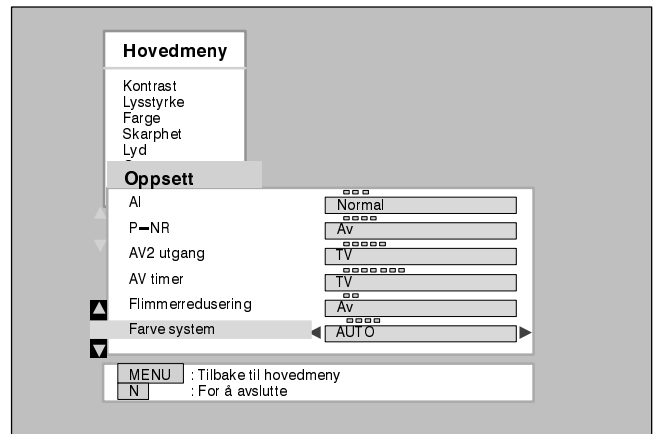 Hovedmeny
Kontrast
Lysstyrke
Farge
Skarphet
Lyd
Oppsett
AI Normal
P-NR Av
AV2 utgang TV
AV timer TV
Flimmerredusering Av
Farve system AUTO
MENU : Tilbake til hovedmeny
N : For å avslutte